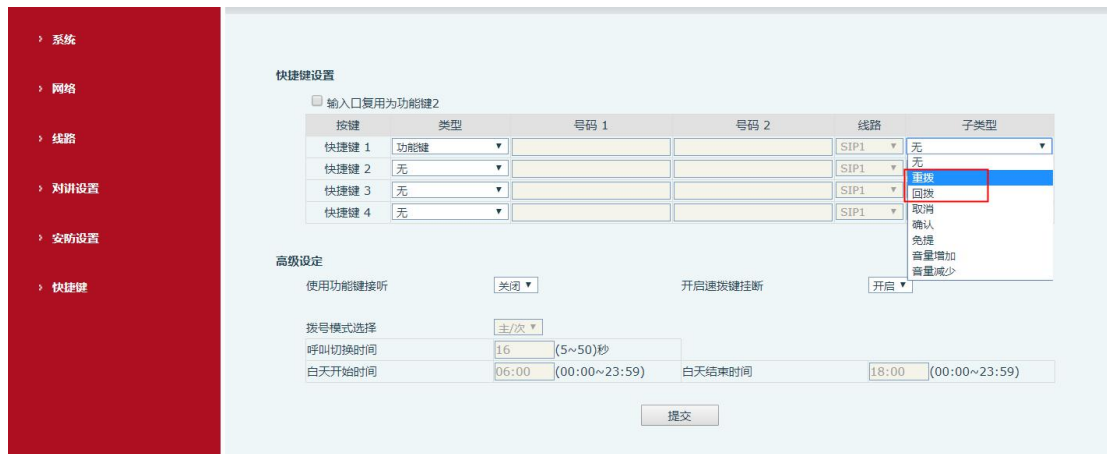 系统
网络
线路
对讲设置
安防设置
快捷键
快捷键设置
输入口复用为功能键2
按键 类型 号码 1 号码 2 线路 子类型
快捷键 1 功能键 SIP1 无
快捷键 2 无 SIP1
快捷键 3 无 SIP1
快捷键 4 无 SIP1
无
重拨
回拨
取消
确认
免提
音量增加
音量减少
高级设定
使用功能键接听 关闭 开启速拨键挂断 开启
拨号模式选择 主/次
呼叫切换时间 16 (5~50)秒
白天开始时间 06:00 (00:00~23:59) 白天结束时间 18:00 (00:00~23:59)
提交